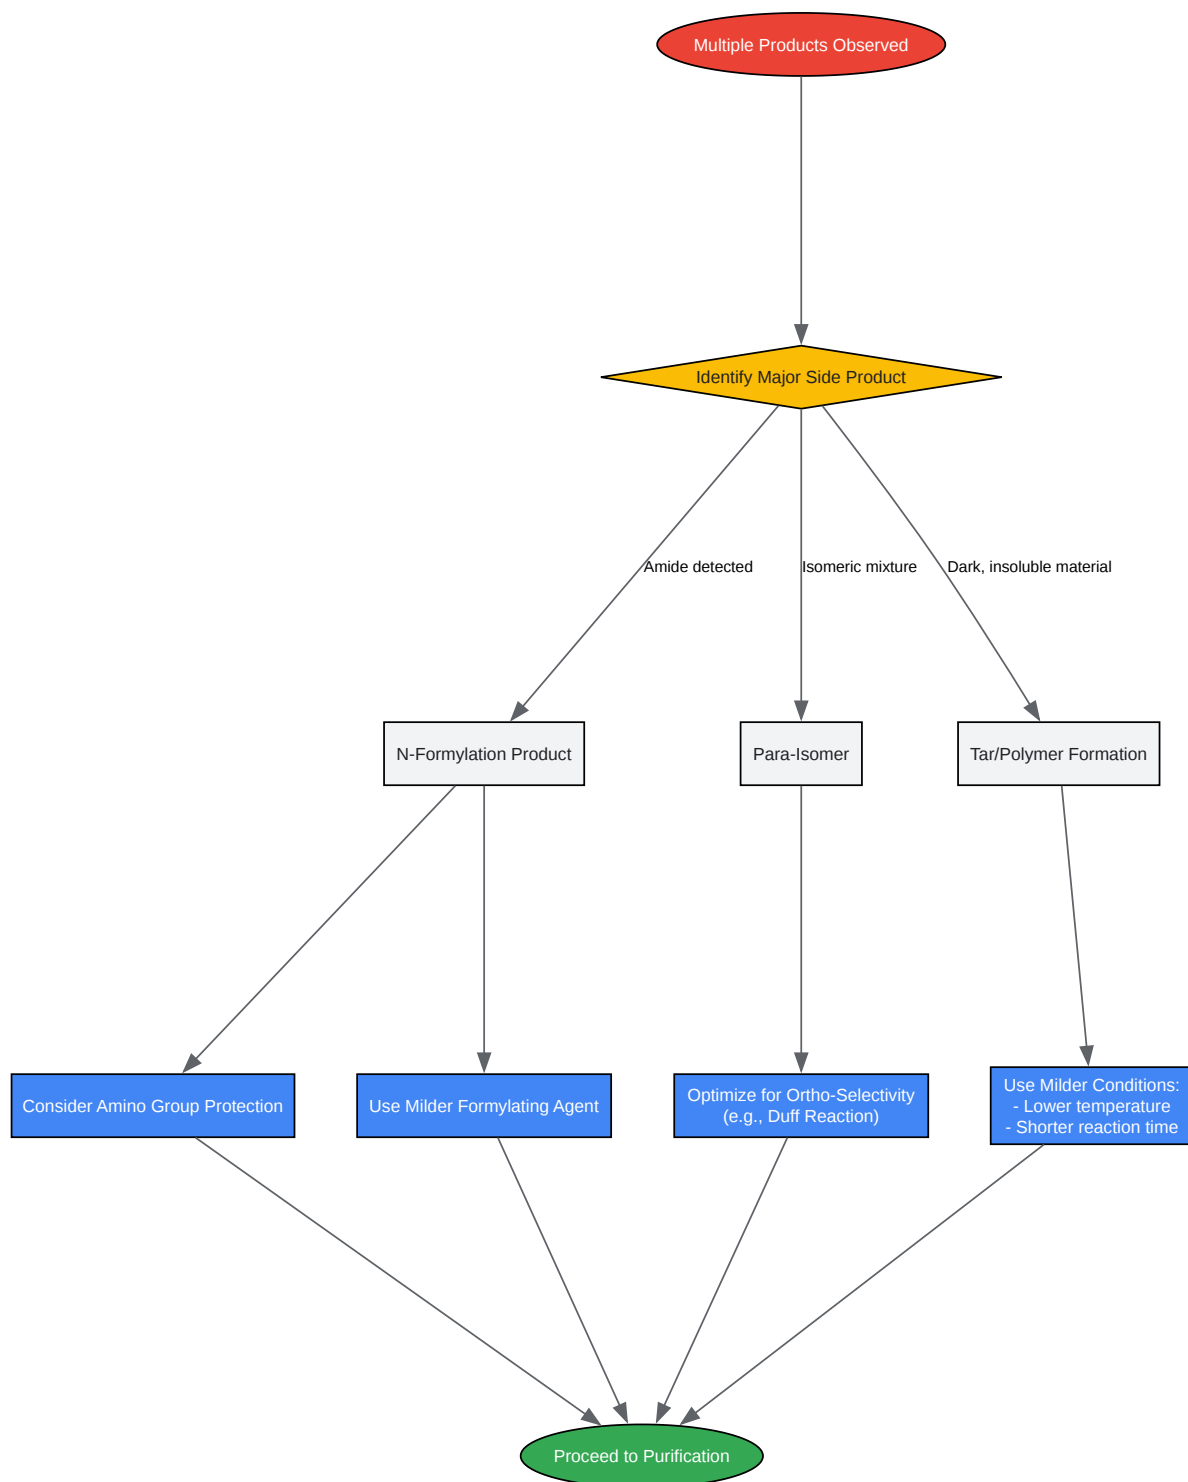 Multiple Products Observed
Identify Major Side Product
Amide detected
Isomeric mixture
Dark, insoluble material
N-Formylation Product
Para-Isomer
Tar/Polymer Formation
Consider Amino Group Protection
Use Milder Formylating Agent
Optimize for Ortho-Selectivity
(e.g., Duff Reaction)
Use Milder Conditions:
- Lower temperature
- Shorter reaction time
Proceed to Purification